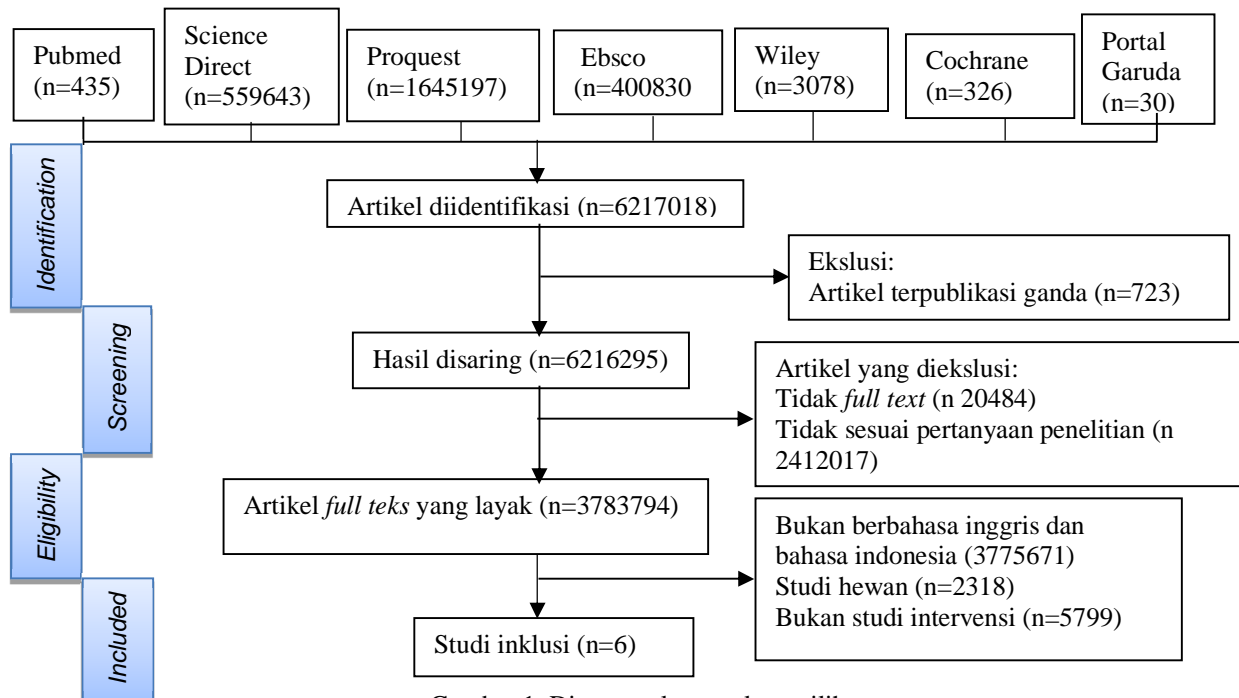 Pubmed
(n=435)
Science
Direct
(n=559643)
Proquest
(n=1645197)
Ebsco
(n=400830
Wiley
(n=3078)
Cochrane
(n=326)
Portal
Garuda
(n=30)
Identification
Artikel diidentifikasi (n=6217018)
Ekslusi:
Artikel terpublikasi ganda (n=723)
Screening
Hasil disaring (n=6216295)
Artikel yang diekslusi:
Tidak full text (n 20484)
Tidak sesuai pertanyaan penelitian (n
2412017)
Eligibility
Artikel full teks yang layak (n=3783794)
Bukan berbahasa inggris dan
bahasa indonesia (3775671)
Studi hewan (n=2318)
Bukan studi intervensi (n=5799)
Included
Studi inklusi (n=6)